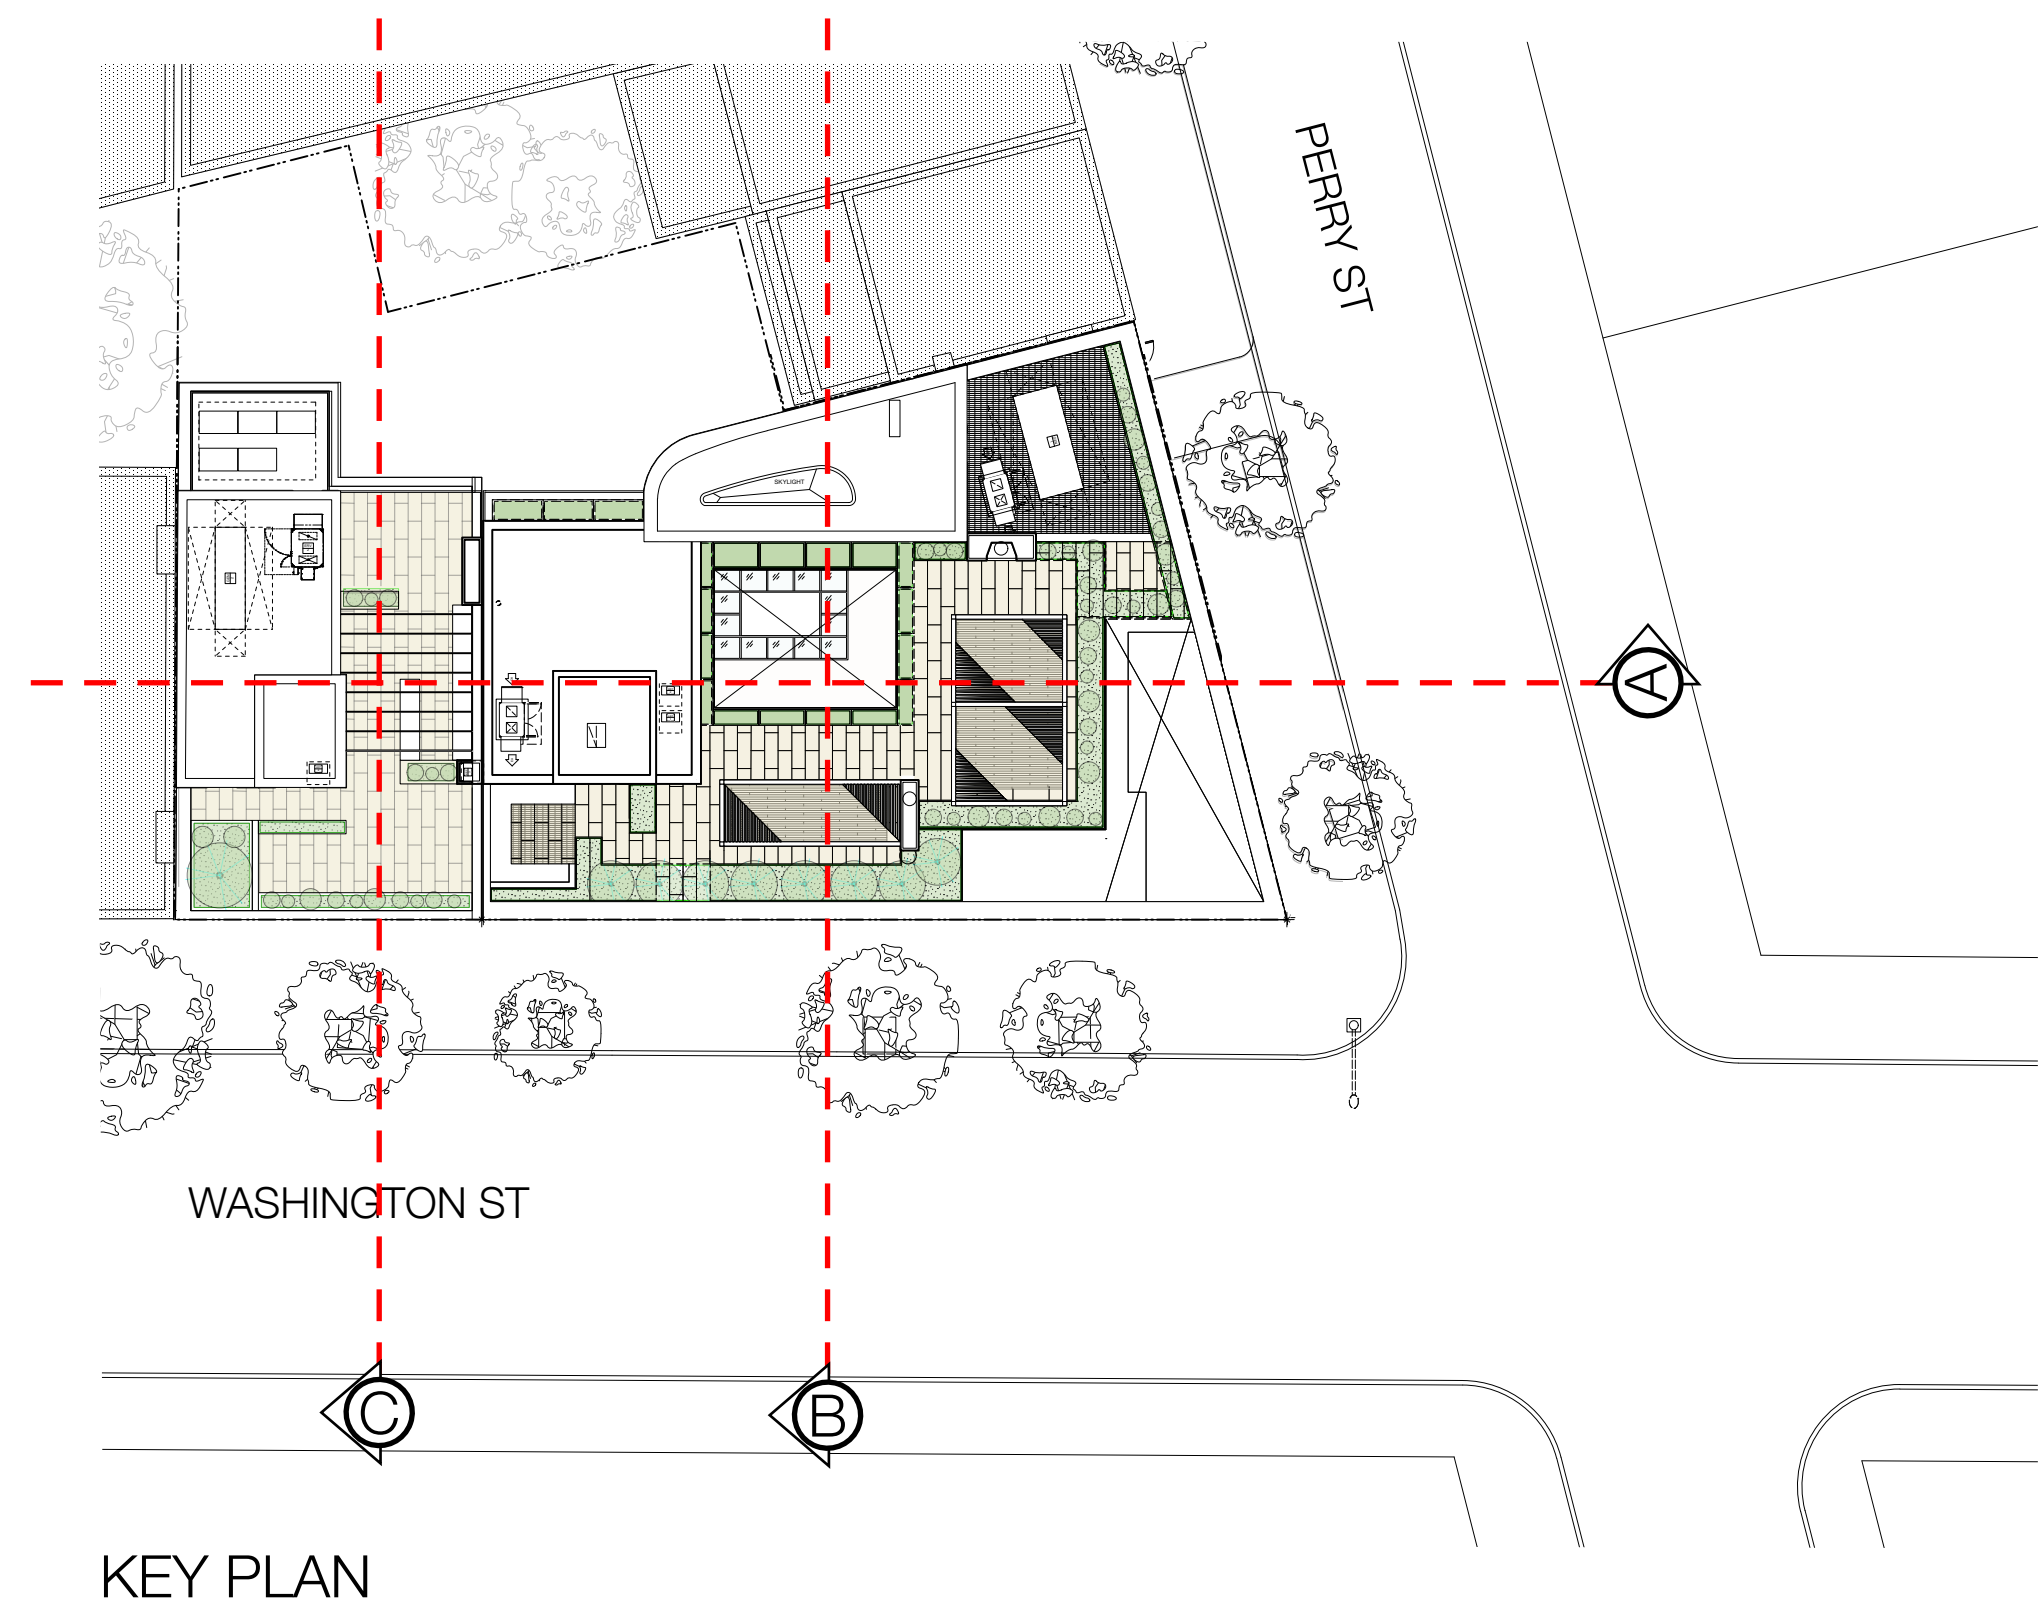 PERRY ST
SKYLIGHT
A
WASHINGTON ST
C
B
KEY PLAN